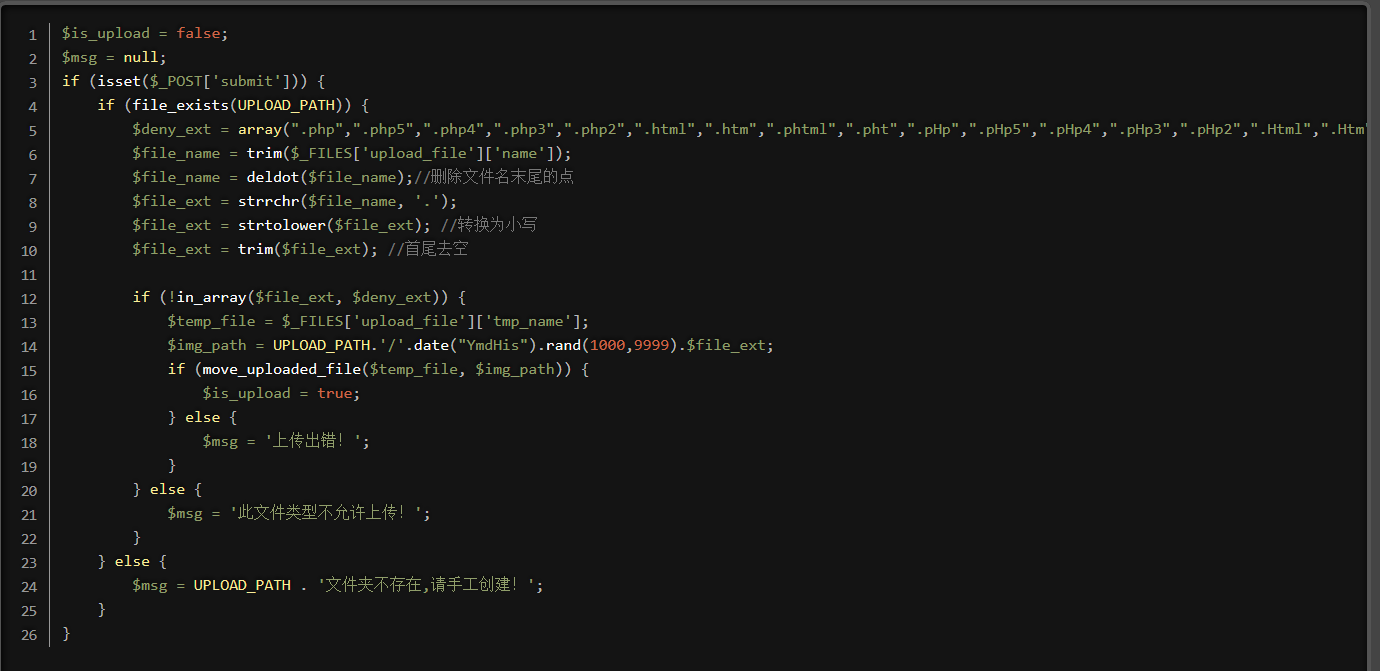 1 $is_upload = false;
2 $msg = null;
3 if (isset($_POST['submit'])) {
4 if (file_exists(UPLOAD_PATH)) {
5 $deny_ext = array(".php",".php5",".php4",".php3",".php2",".html",".htm",".phtml",".pht",".pHp",".pHp5",".pHp4",".pHp3",".pHp2",".Html",".Htm"
6 $file_name = trim($_FILES['upload_file']['name']);
7 $file_name = deldot($file_name);//删除文件名末尾的点
8 $file_ext = strrchr($file_name, '.');
9 $file_ext = strtolower($file_ext); //转换为小写
10 $file_ext = trim($file_ext); //首尾去空
11
12 if (!in_array($file_ext, $deny_ext)) {
13 $temp_file = $_FILES['upload_file']['tmp_name'];
14 $img_path = UPLOAD_PATH.'/'.date("YmdHis").rand(1000,9999).$file_ext;
15 if (move_uploaded_file($temp_file, $img_path)) {
16 $is_upload = true;
17 } else {
18 $msg = '上传出错！';
19 }
20 } else {
21 $msg = '此文件类型不允许上传！';
22 }
23 } else {
24 $msg = UPLOAD_PATH . '文件夹不存在,请手工创建！';
25 }
26 }